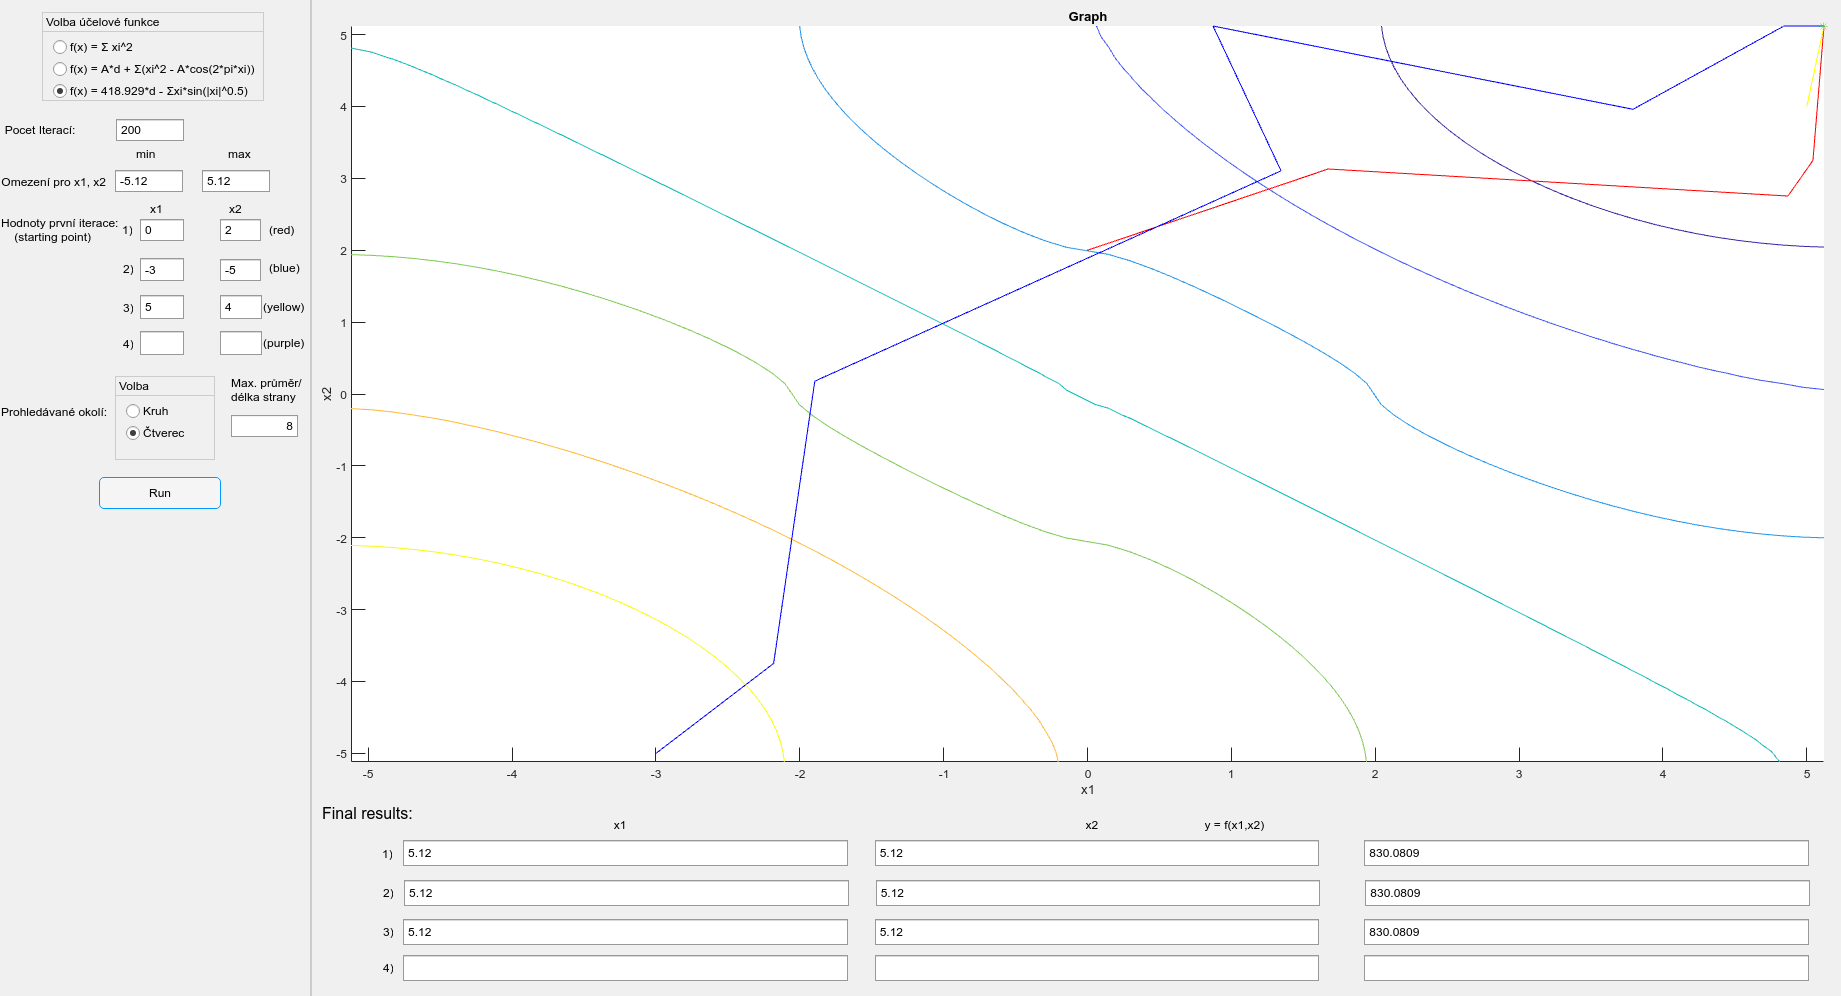 Volba účelové funkce
f(x) = Σ xi^2
f(x) = A*d + Σ(xi^2 - A*cos(2*pi*xi))
f(x) = 418.929*d - Σxi*sin(|xi|^0.5)
Pocet Iterací:
200
min
max
Omezení pro x1, x2
-5.12
5.12
x1
x2
Hodnoty první iterace:
(starting point)
1)
0
2
(red)
2)
-3
-5
(blue)
3)
5
4
(yellow)
4)
(purple)
Prohledávané okolí:
Volba
Kruh
Čtverec
Max. průměr/
délka strany
8
Run
Graph
x2
5
4
3
2
1
0
-1
-2
-3
-4
-5
-5
-4
-3
-2
-1
0
1
2
3
4
5
x1
Final results:
x1
x2
y = f(x1,x2)
1)
5.12
5.12
830.0809
2)
5.12
5.12
830.0809
3)
5.12
5.12
830.0809
4)